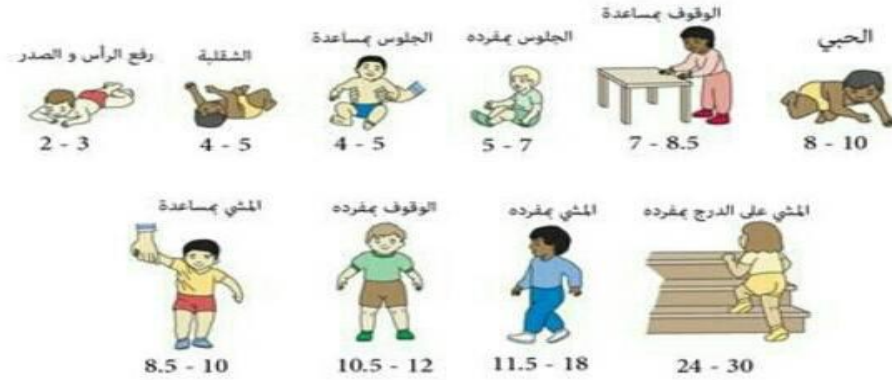 رفع الرأس و الصدر
2 - 3
الشقلبة
4 - 5
الجلوس بمساعدة
4 - 5
الجلوس بمفرده
5 - 7
الوقوف بمساعدة
7 - 8.5
الحبي
8 - 10
المشي بمساعدة
8.5 - 10
الوقوف بمفرده
10.5 - 12
المشي بمفرده
11.5 - 18
المشي على الدرج بمفرده
24 - 30